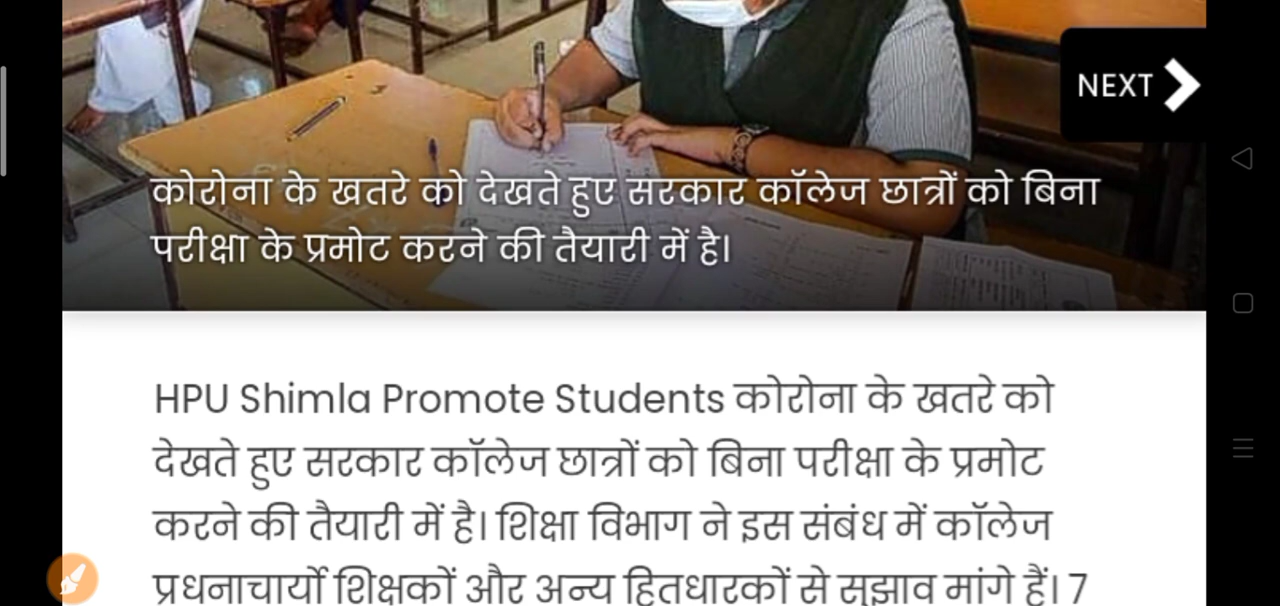 NEXT
कोरोना के खतरे को देखते हुए सरकार कॉलेज छात्रों को बिना
परीक्षा के प्रमोट करने की तैयारी में है।
HPU Shimla Promote Students कोरोना के खतरे को
देखते हुए सरकार कॉलेज छात्रों को बिना परीक्षा के प्रमोट
करने की तैयारी में है। शिक्षा विभाग ने इस संबंध में कॉलेज
प्रधनाचार्यो शिक्षकों और अन्य हितधारकों से सुझाव मांगे हैं। 7